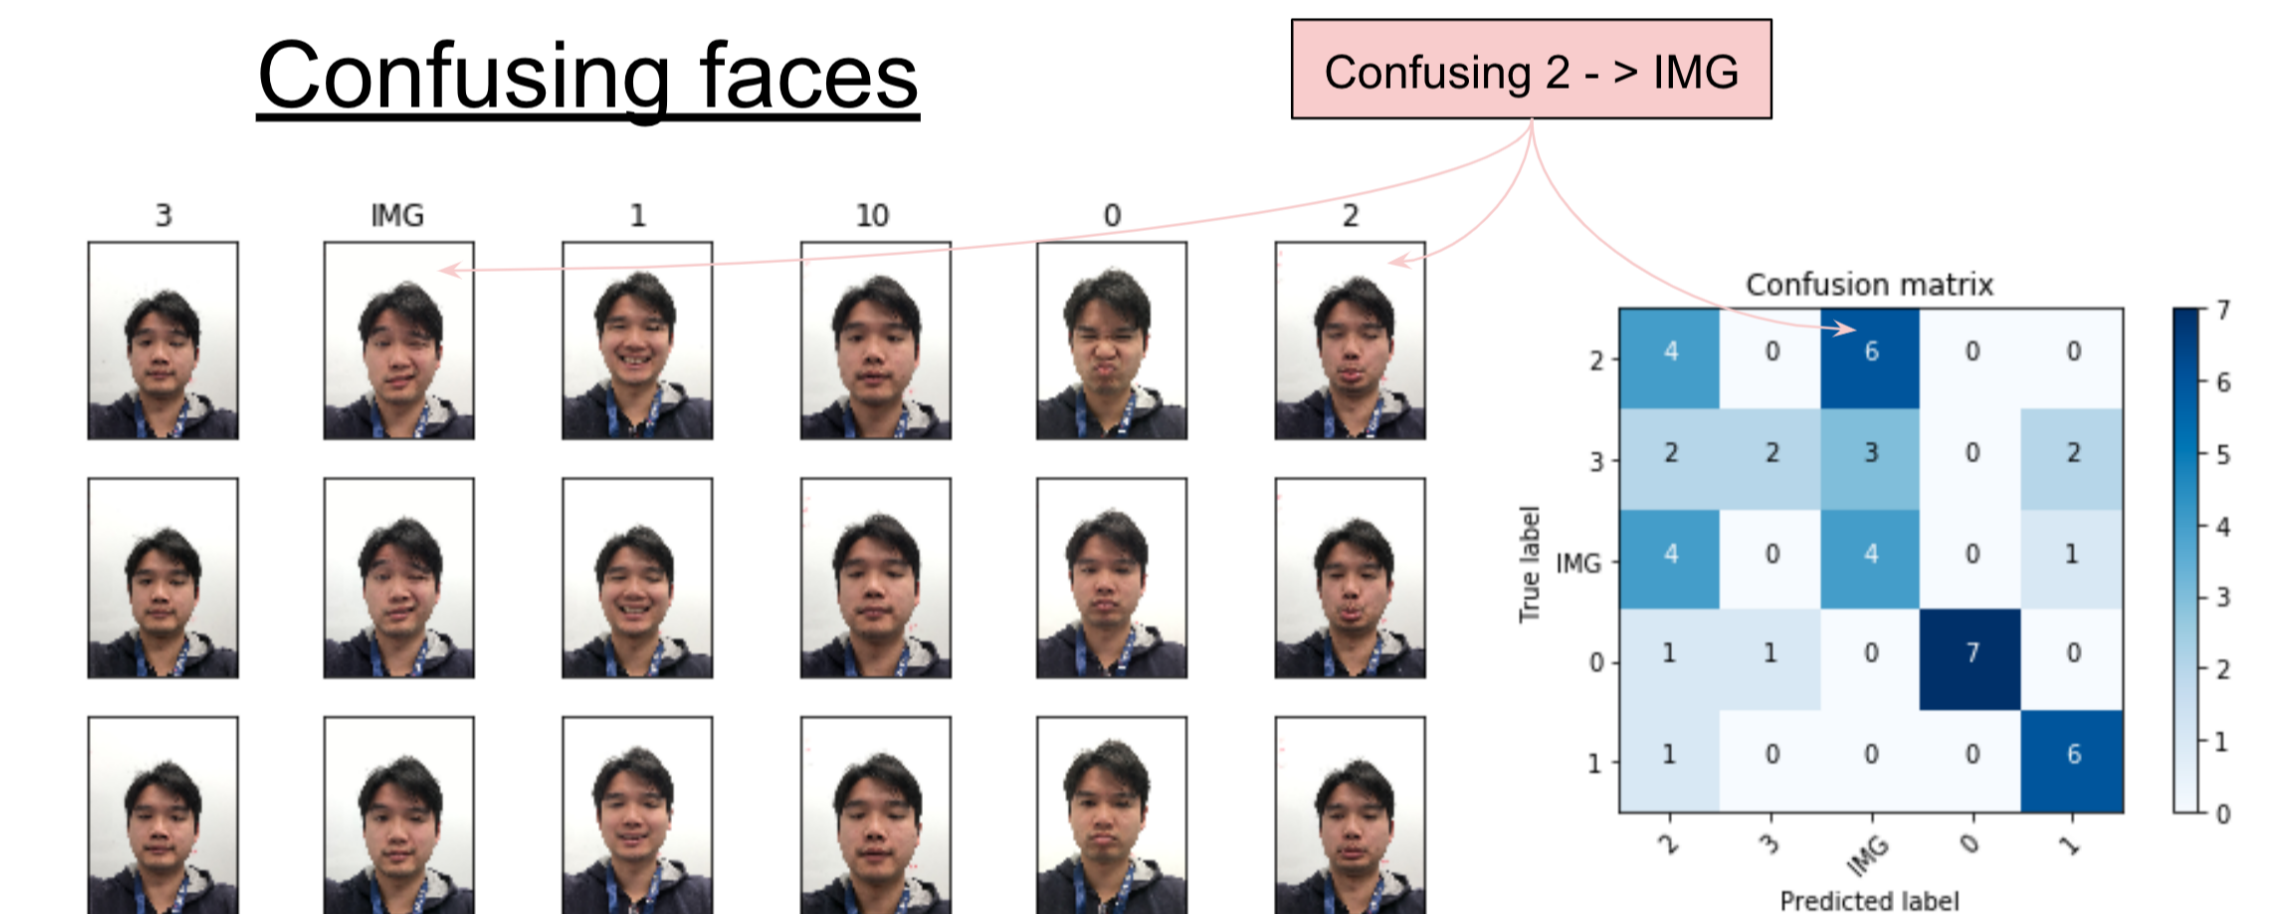 Confusing faces
Confusing 2 - > IMG
3 IMG 1 10 0 2
Confusion matrix
True label
2 4 0 6 0 0
3 2 2 3 0 2
IMG 4 0 4 0 1
0 1 1 0 7 0
1 1 0 0 0 6
2 3 IMG 0 1
Predicted label
7
6
5
4
3
2
1
0